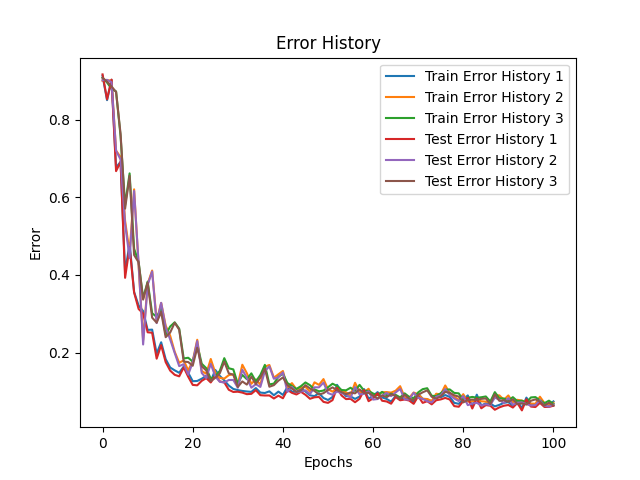 Error History
Train Error History 1
Train Error History 2
Train Error History 3
Test Error History 1
Test Error History 2
Test Error History 3
Error
0.8
0.6
0.4
0.2
0 20 40 60 80 100
Epochs